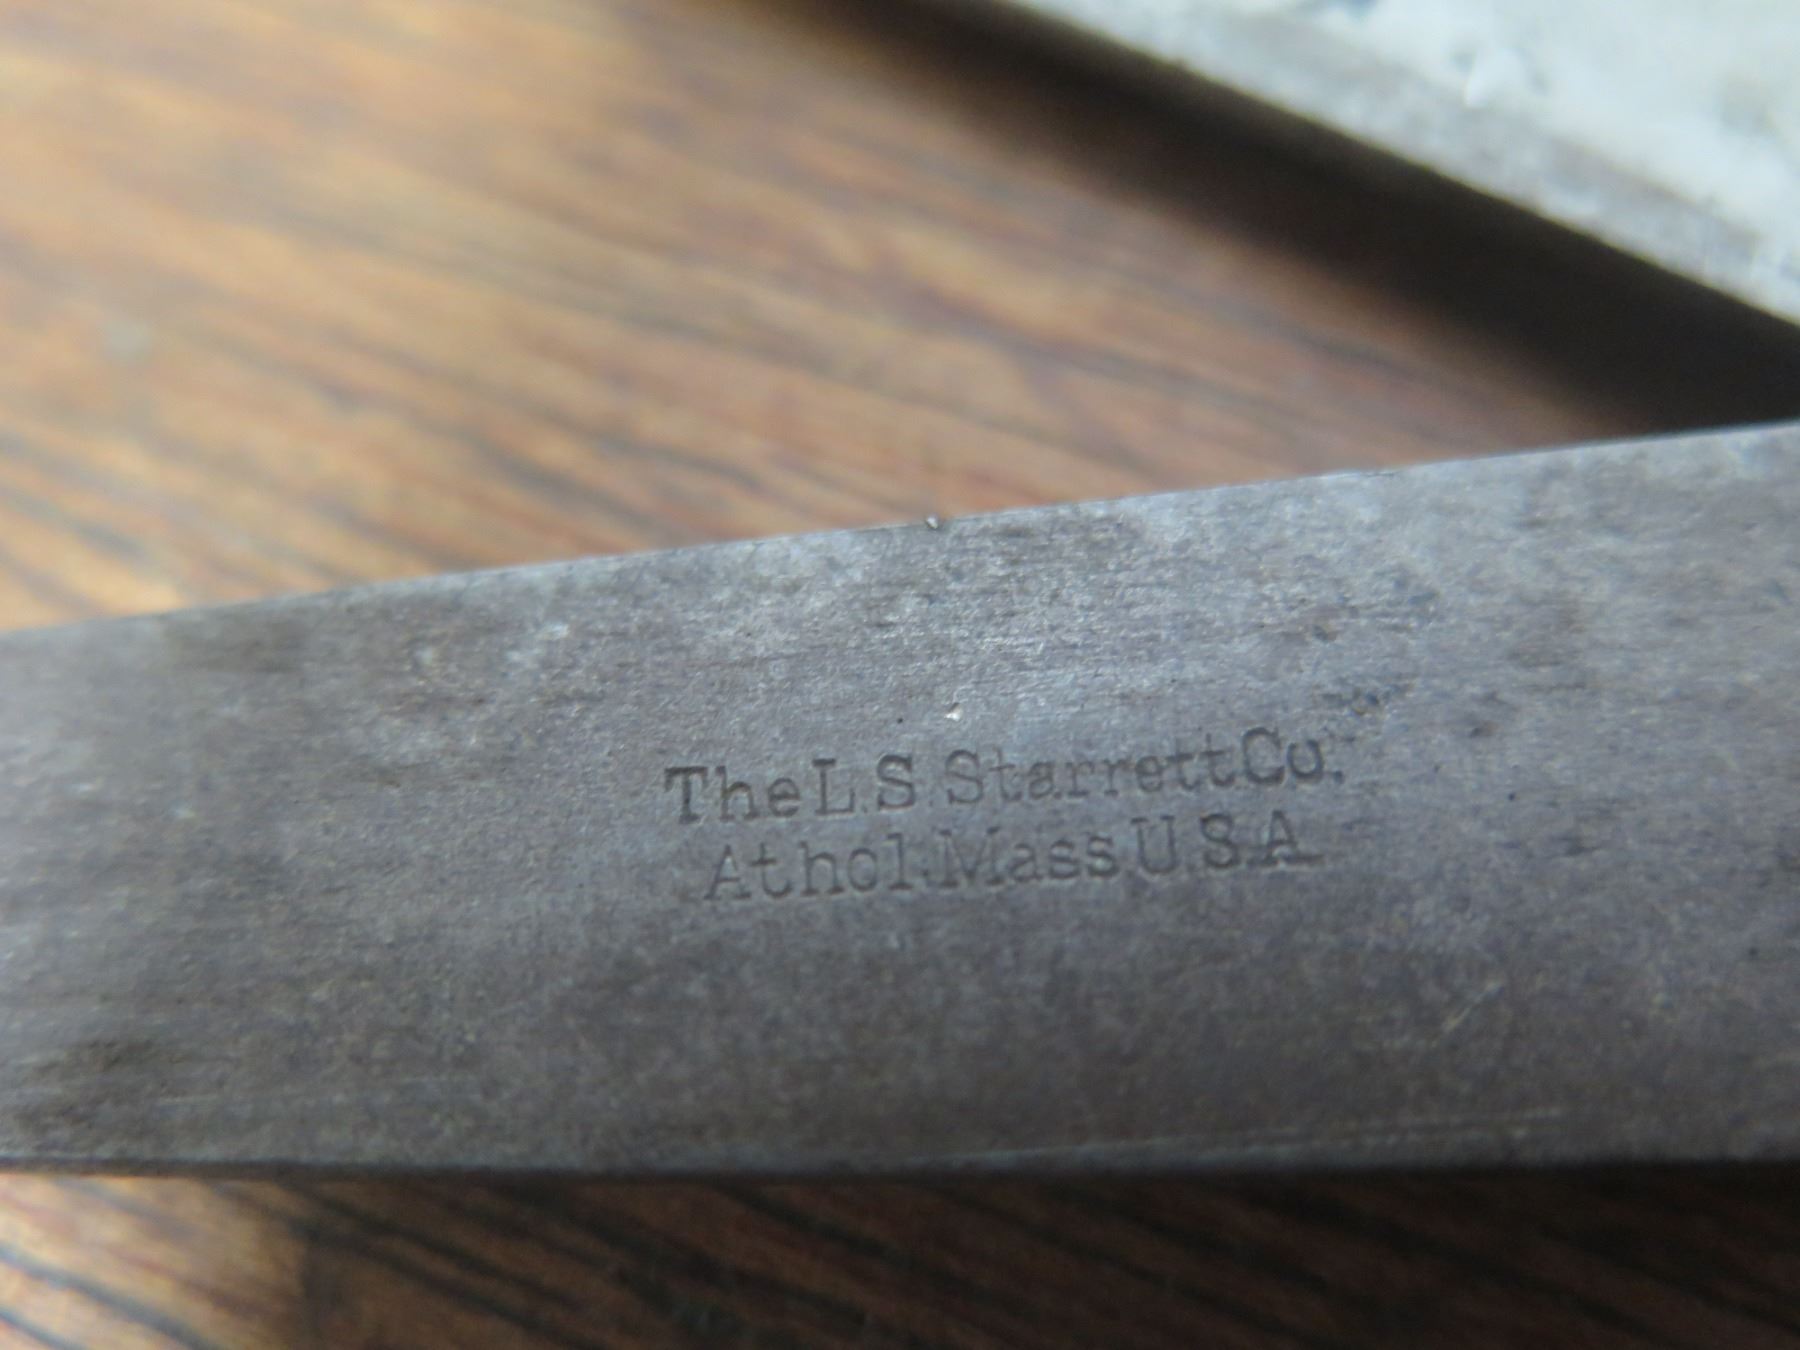 The L.S. Starrett Co.
Athol. Mass U.S.A